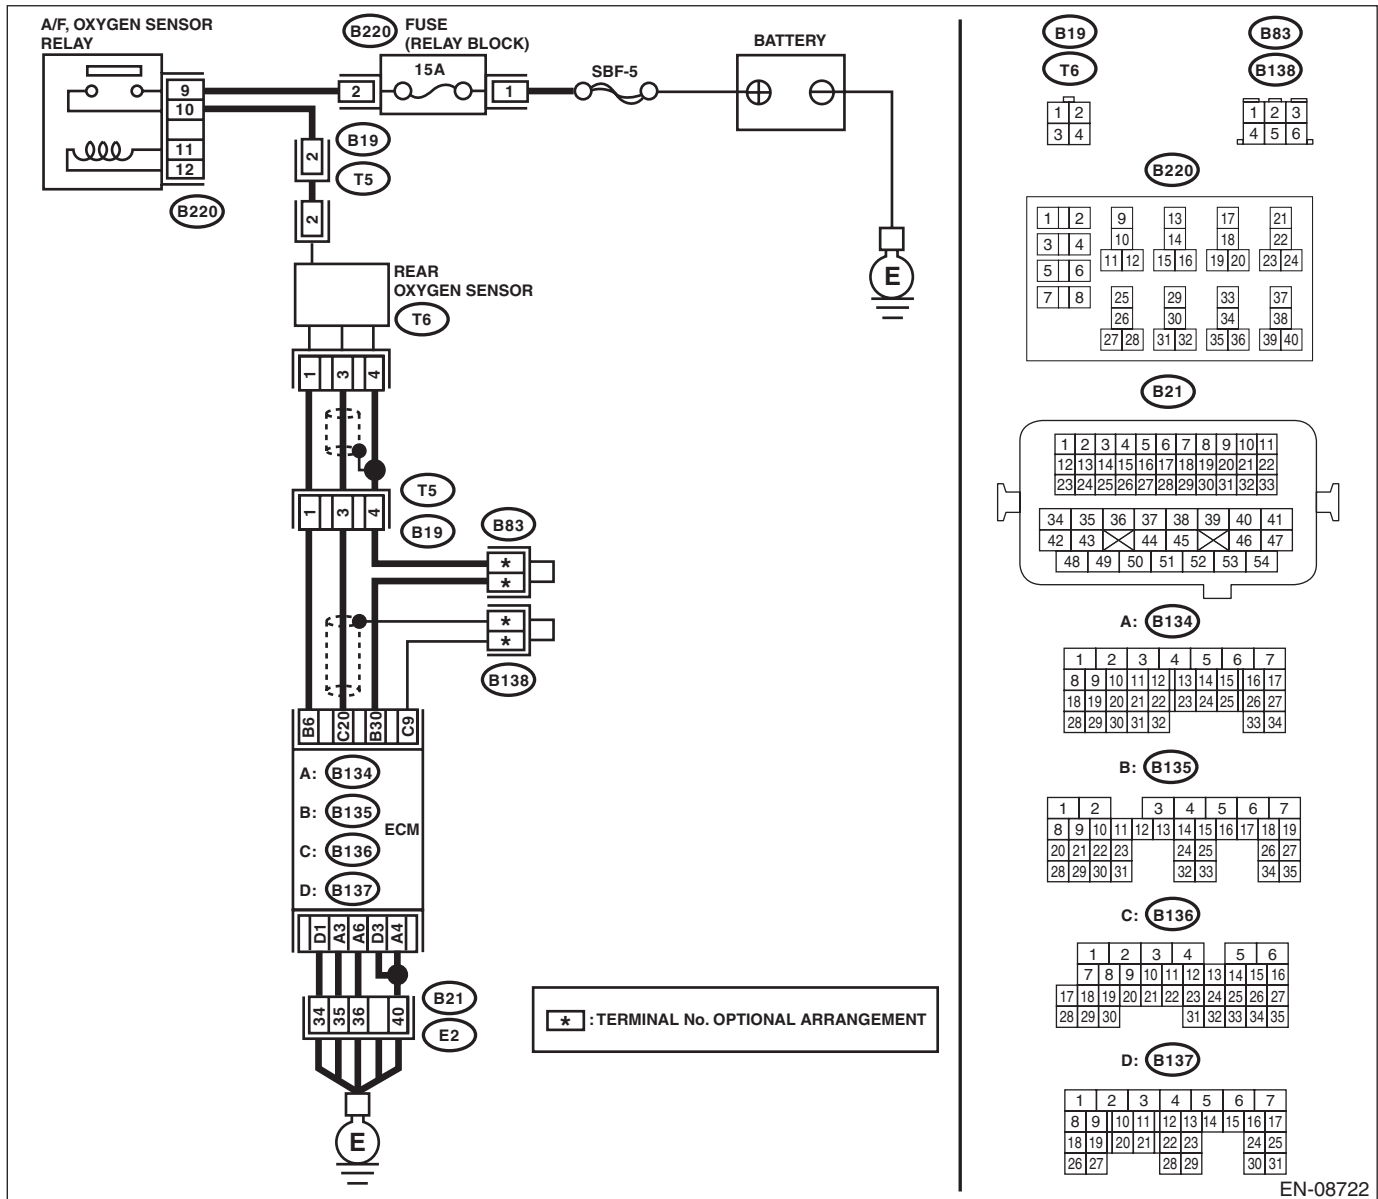 A/F, OXYGEN SENSOR
RELAY
B220
FUSE
(RELAY BLOCK)
15A
BATTERY
SBF-5
9
10
11
12
2
1
B220
2
B19
T5
2
REAR
OXYGEN SENSOR
T6
E
1 3 4
T5
1 3 4
B19
B83
*
*
*
*
B138
B6 C20 B30 C9
A: B134
B: B135
ECM
C: B136
D: B137
D1 A3 A6 D3 A4
B21
34 35 36 40
E2
E
* : TERMINAL No. OPTIONAL ARRANGEMENT
B19 B83
T6 B138
1 2
3 4
1 2 3
4 5 6
B220
1 2 9 13 17 21
3 4 10 14 18 22
11 12 15 16 19 20 23 24
5 6
7 8 25 29 33 37
26 30 34 38
27 28 31 32 35 36 39 40
B21
1 2 3 4 5 6 7 8 9 10 11
12 13 14 15 16 17 18 19 20 21 22
23 24 25 26 27 28 29 30 31 32 33
34 35 36 37 38 39 40 41
42 43 44 45 46 47
48 49 50 51 52 53 54
A: B134
1 2 3 4 5 6 7
8 9 10 11 12 13 14 15 16 17
18 19 20 21 22 23 24 25 26 27
28 29 30 31 32 33 34
B: B135
1 2 3 4 5 6 7
8 9 10 11 12 13 14 15 16 17 18 19
20 21 22 23 24 25 26 27
28 29 30 31 32 33 34 35
C: B136
1 2 3 4 5 6
7 8 9 10 11 12 13 14 15 16
17 18 19 20 21 22 23 24 25 26 27
28 29 30 31 32 33 34 35
D: B137
1 2 3 4 5 6 7
8 9 10 11 12 13 14 15 16 17
18 19 20 21 22 23 24 25
26 27 28 29 30 31
EN-08722